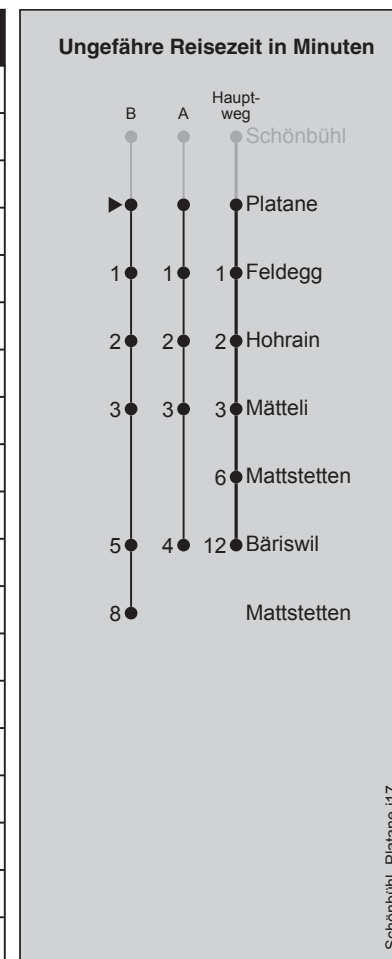 Ungefähre Reisezeit in Minuten
B A Haupt-
weg
Schönbühl
Platane
1 1 1 Feldegg
2 2 2 Hohrain
3 3 3 Mätteli
6 Mattstetten
5 4 12 Bäriswil
8 Mattstetten
Schönbühl, Platane j17